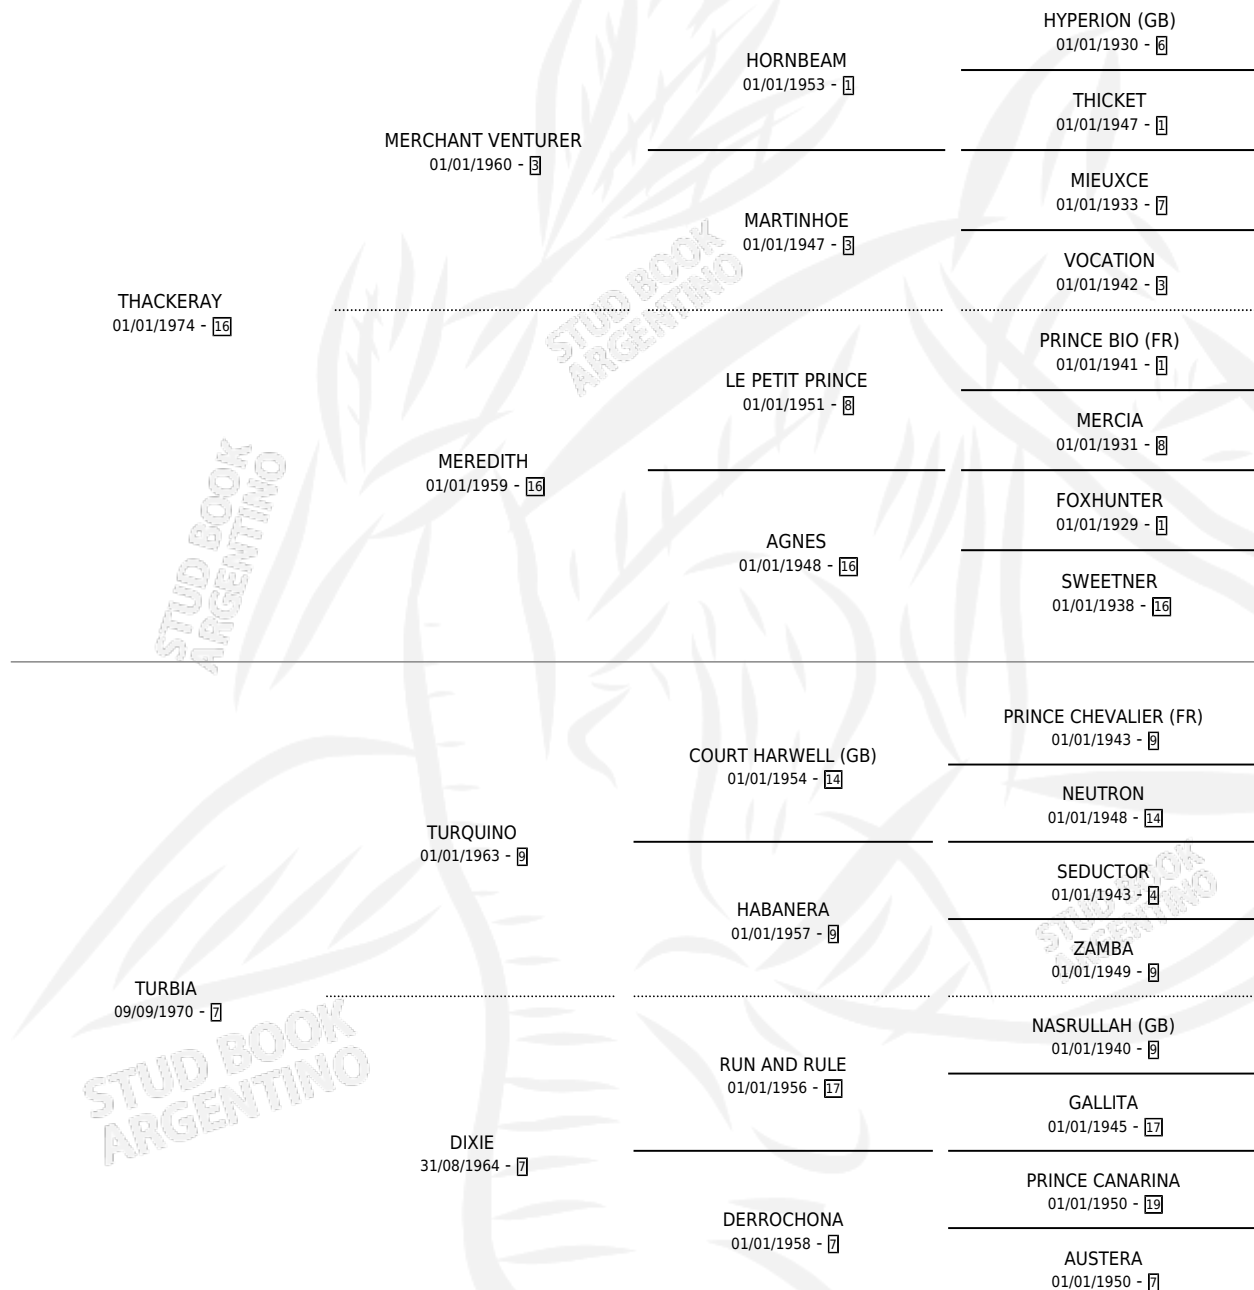 HYPERION (GB)
01/01/1930 - 6
HORNBEAM
01/01/1953 - 1
THICKET
01/01/1947 - 1
MERCHANT VENTURER
01/01/1960 - 3
MIEUXCE
01/01/1933 - 7
MARTINHOE
01/01/1947 - 3
VOCATION
01/01/1942 - 3
THACKERAY
01/01/1974 - 16
STUD BOOK
ARGENTINO
PRINCE BIO (FR)
01/01/1941 - 1
LE PETIT PRINCE
01/01/1951 - 8
MERCIA
01/01/1931 - 8
MEREDITH
01/01/1959 - 16
FOXHUNTER
01/01/1929 - 1
AGNES
01/01/1948 - 16
SWEETNER
01/01/1938 - 16
STUD BOOK
ARGENTINO
PRINCE CHEVALIER (FR)
01/01/1943 - 9
COURT HARWELL (GB)
01/01/1954 - 14
NEUTRON
01/01/1948 - 14
TURQUINO
01/01/1963 - 9
SEDUCTOR
01/01/1943 - 4
HABANERA
01/01/1957 - 9
ZAMBA
01/01/1949 - 9
STUD BOOK
ARGENTINO
TURBIA
09/09/1970 - 7
NASRULLAH (GB)
01/01/1940 - 9
RUN AND RULE
01/01/1956 - 17
GALLITA
01/01/1945 - 17
STUD BOOK
ARGENTINO
DIXIE
31/08/1964 - 7
PRINCE CANARINA
01/01/1950 - 19
DERROCHONA
01/01/1958 - 7
AUSTERA
01/01/1950 - 7